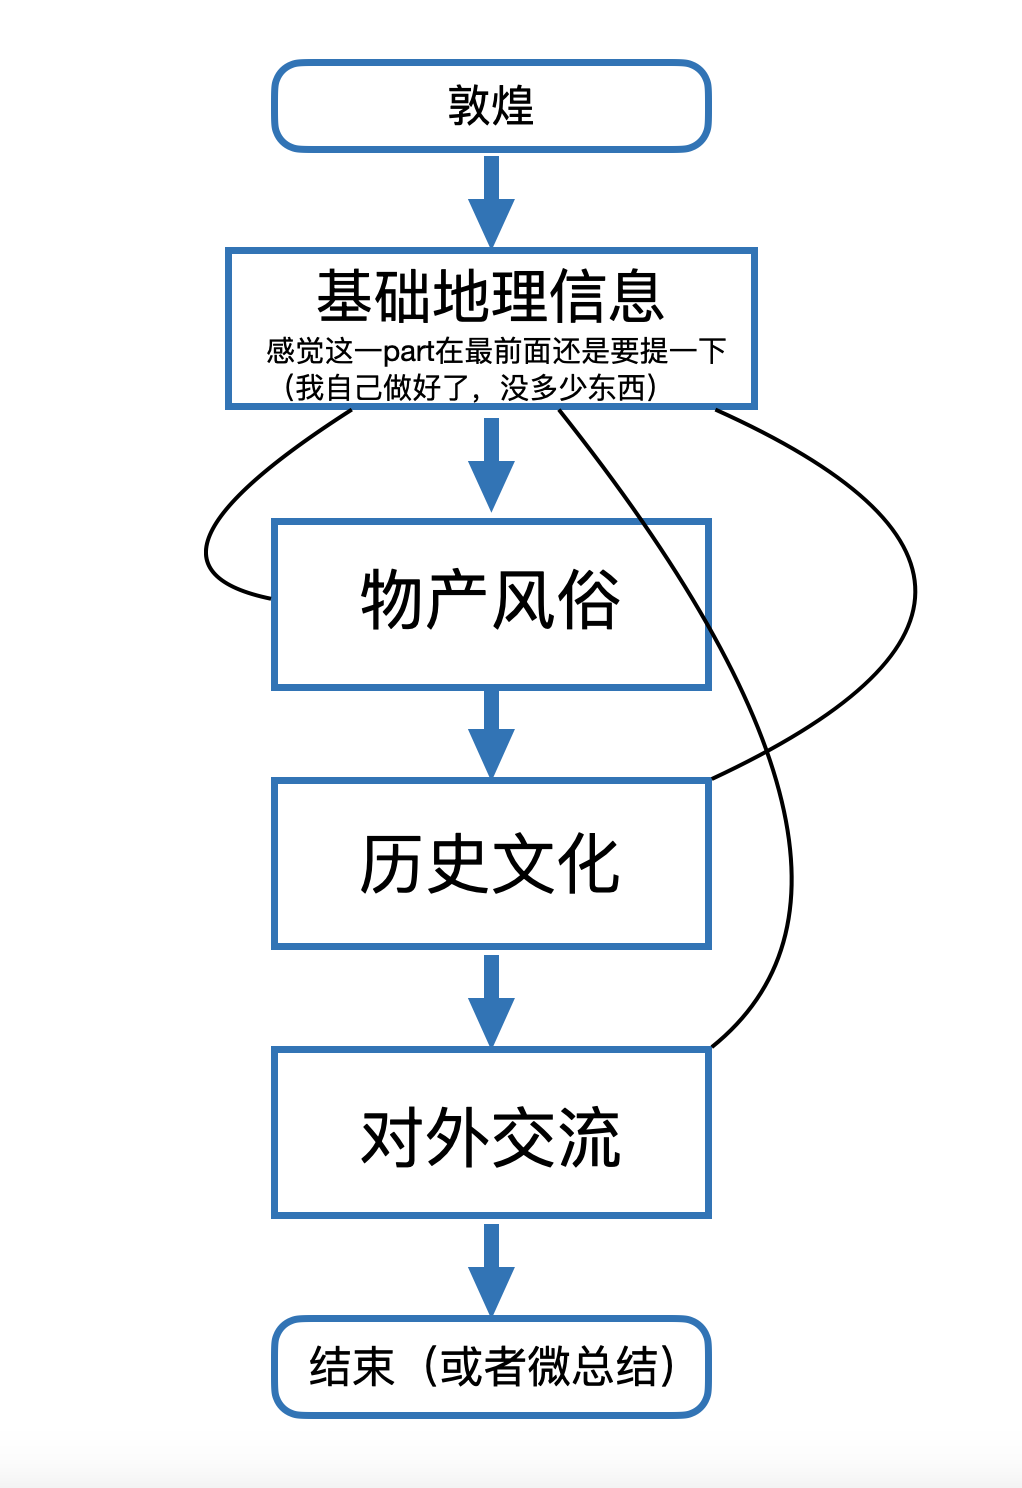 敦煌
基础地理信息
感觉这一part在最前面还是要提一下
（我自己做好了，没多少东西）
物产风俗
历史文化
对外交流
结束（或者微总结）